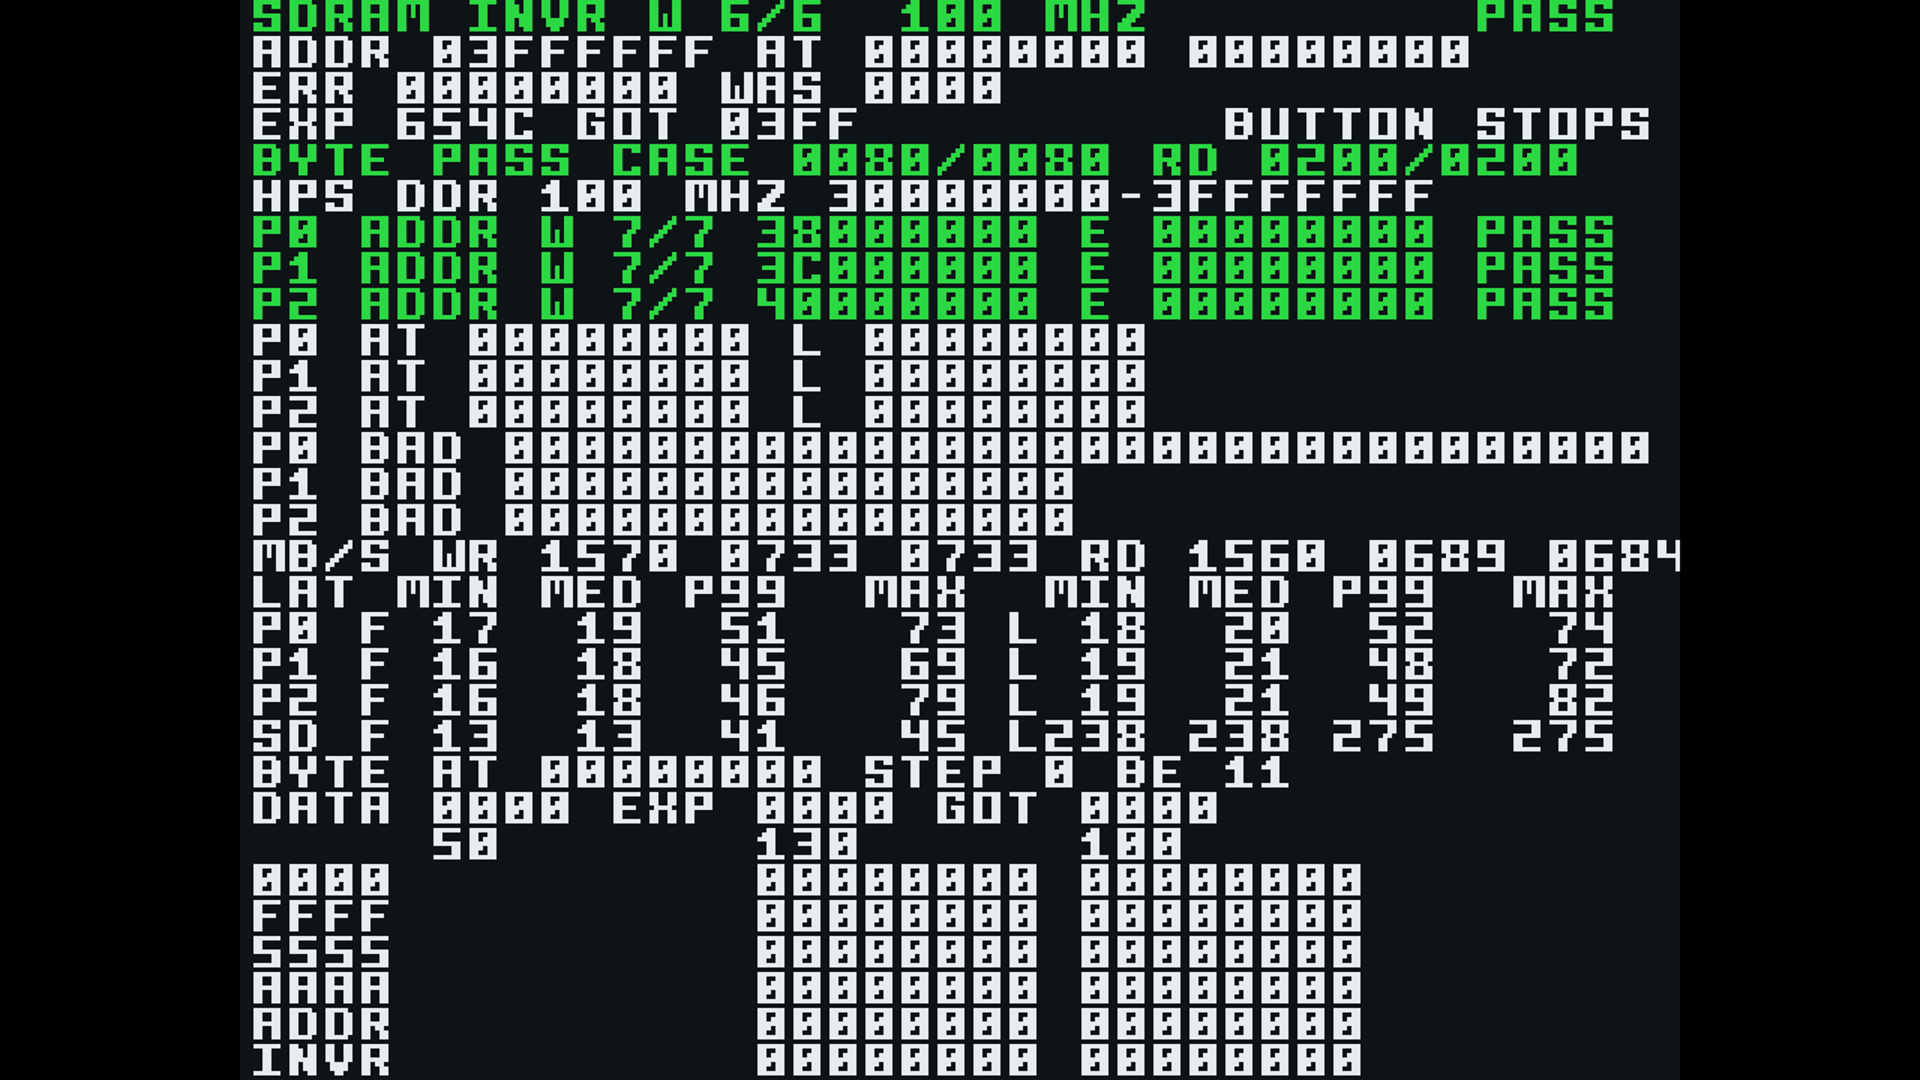 SDRAM INVR W 6/6 100 MHZ PASS
ADDR 03FFFFFF AT 00000000 00000000
ERR 00000000 WAS 0000
EXP 654C GOT 03FF BUTTON STOPS
BYTE PASS CASE 0080/0080 RD 0200/0200
HPS DDR 100 MHZ 30000000-3FFFFFFF
P0 ADDR W 7/7 38000000 E 00000000 PASS
P1 ADDR W 7/7 3C000000 E 00000000 PASS
P2 ADDR W 7/7 40000000 E 00000000 PASS
P0 AT 00000000 L 00000000
P1 AT 00000000 L 00000000
P2 AT 00000000 L 00000000
P0 BAD 00000000000000000000000000000000
P1 BAD 0000000000000000
P2 BAD 0000000000000000
MB/S WR 1570 0733 0733 RD 1560 0689 0684
LAT MIN MED P99 MAX MIN MED P99 MAX
P0 F 17 19 51 73 L 18 20 52 74
P1 F 16 18 45 69 L 19 21 48 72
P2 F 16 18 46 79 L 19 21 49 82
SD F 13 13 41 45 L238 238 275 275
BYTE AT 00000000 STEP 0 BE 11
DATA 0000 EXP 0000 GOT 0000
50 130 100
0000 00000000 00000000
FFFF 00000000 00000000
5555 00000000 00000000
AAAA 00000000 00000000
ADDR 00000000 00000000
INVR 00000000 00000000